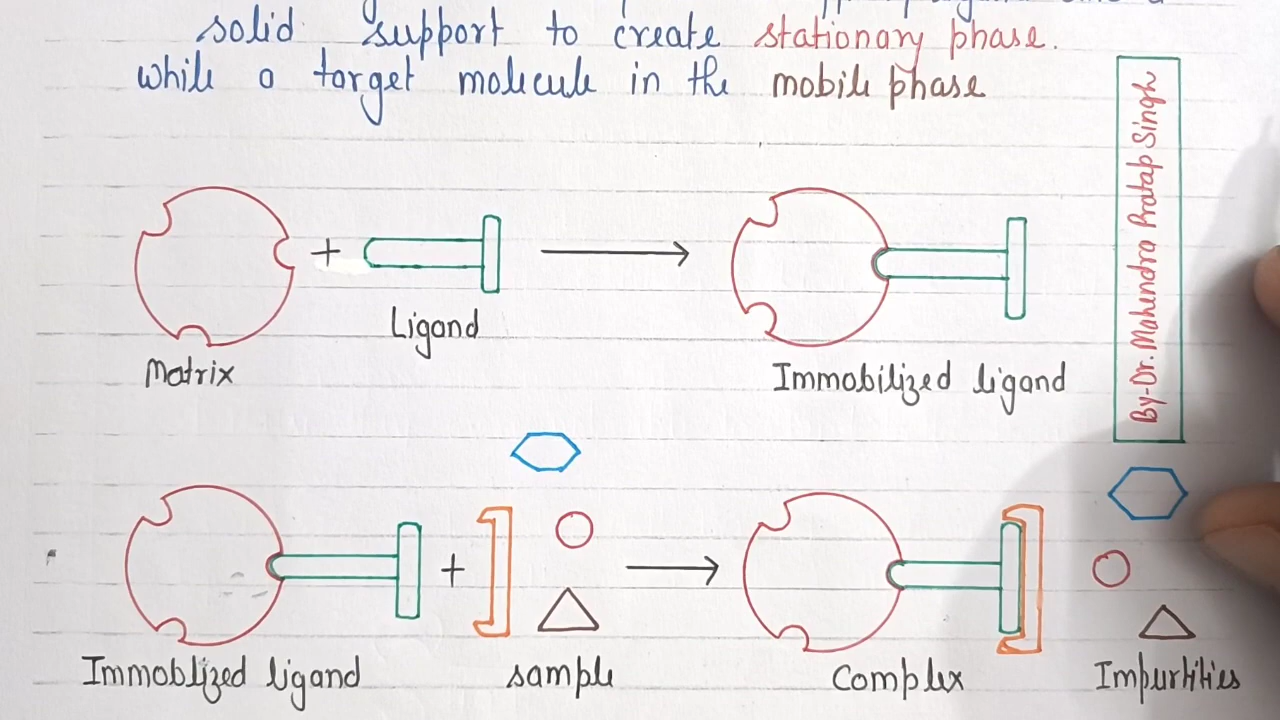 solid support to create stationary phase.
while a target molecule in the mobile phase
By-Dr. Mahendra Pratap Singh
+
Ligand
Matrix
Immobilized ligand
+
Immoblized ligand
sample
Complex
Impurtities